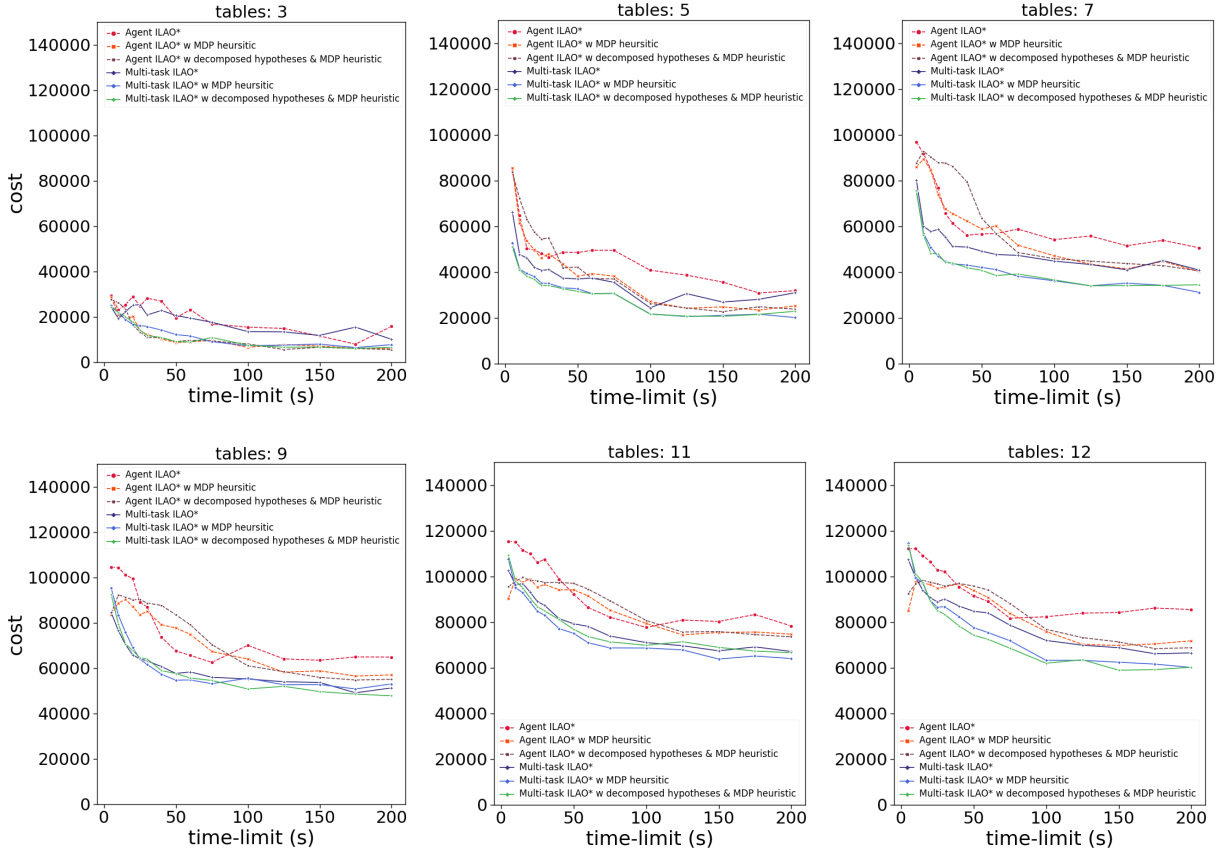 tables: 3
140000
120000
100000
80000
60000
40000
20000
0
cost
Agent ILAO*
Agent ILAO* w MDP heursitic
Agent ILAO* w decomposed hypotheses & MDP heuristic
Multi-task ILAO*
Multi-task ILAO* w MDP heursitic
Multi-task ILAO* w decomposed hypotheses & MDP heuristic
0 50 100 150 200
time-limit (s)
tables: 5
140000
120000
100000
80000
60000
40000
20000
0
Agent ILAO*
Agent ILAO* w MDP heursitic
Agent ILAO* w decomposed hypotheses & MDP heuristic
Multi-task ILAO*
Multi-task ILAO* w MDP heursitic
Multi-task ILAO* w decomposed hypotheses & MDP heuristic
0 50 100 150 200
time-limit (s)
tables: 7
140000
120000
100000
80000
60000
40000
20000
0
Agent ILAO*
Agent ILAO* w MDP heursitic
Agent ILAO* w decomposed hypotheses & MDP heuristic
Multi-task ILAO*
Multi-task ILAO* w MDP heursitic
Multi-task ILAO* w decomposed hypotheses & MDP heuristic
0 50 100 150 200
time-limit (s)
tables: 9
140000
120000
100000
80000
60000
40000
20000
0
cost
Agent ILAO*
Agent ILAO* w MDP heursitic
Agent ILAO* w decomposed hypotheses & MDP heuristic
Multi-task ILAO*
Multi-task ILAO* w MDP heursitic
Multi-task ILAO* w decomposed hypotheses & MDP heuristic
0 50 100 150 200
time-limit (s)
tables: 11
140000
120000
100000
80000
60000
40000
20000
0
Agent ILAO*
Agent ILAO* w MDP heursitic
Agent ILAO* w decomposed hypotheses & MDP heuristic
Multi-task ILAO*
Multi-task ILAO* w MDP heursitic
Multi-task ILAO* w decomposed hypotheses & MDP heuristic
0 50 100 150 200
time-limit (s)
tables: 12
140000
120000
100000
80000
60000
40000
20000
0
Agent ILAO*
Agent ILAO* w MDP heursitic
Agent ILAO* w decomposed hypotheses & MDP heuristic
Multi-task ILAO*
Multi-task ILAO* w MDP heursitic
Multi-task ILAO* w decomposed hypotheses & MDP heuristic
0 50 100 150 200
time-limit (s)